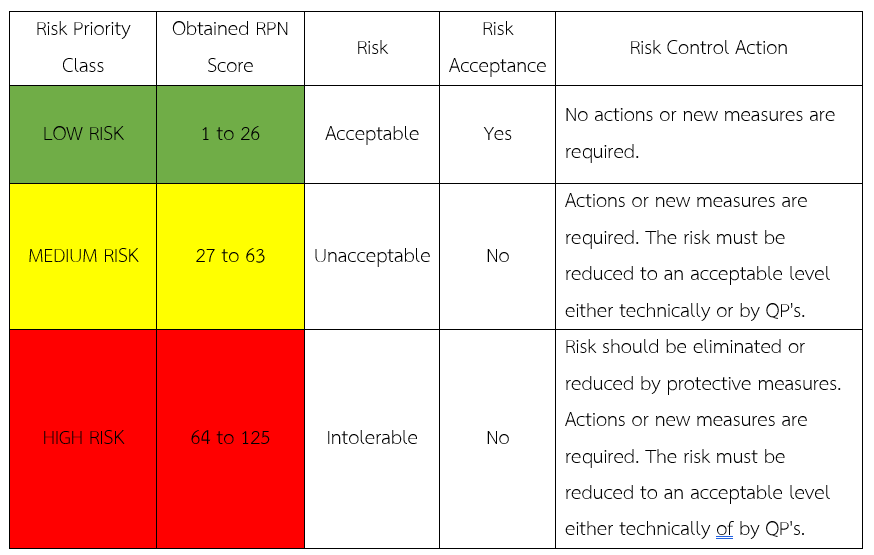 Risk Priority
Class
Obtained RPN
Score
Risk
Risk
Acceptance
Risk Control Action
LOW RISK
1 to 26
Acceptable
Yes
No actions or new measures are
required.
MEDIUM RISK
27 to 63
Unacceptable
No
Actions or new measures are
required. The risk must be
reduced to an acceptable level
either technically or by QP's.
HIGH RISK
64 to 125
Intolerable
No
Risk should be eliminated or
reduced by protective measures.
Actions or new measures are
required. The risk must be
reduced to an acceptable level
either technically of by QP's.